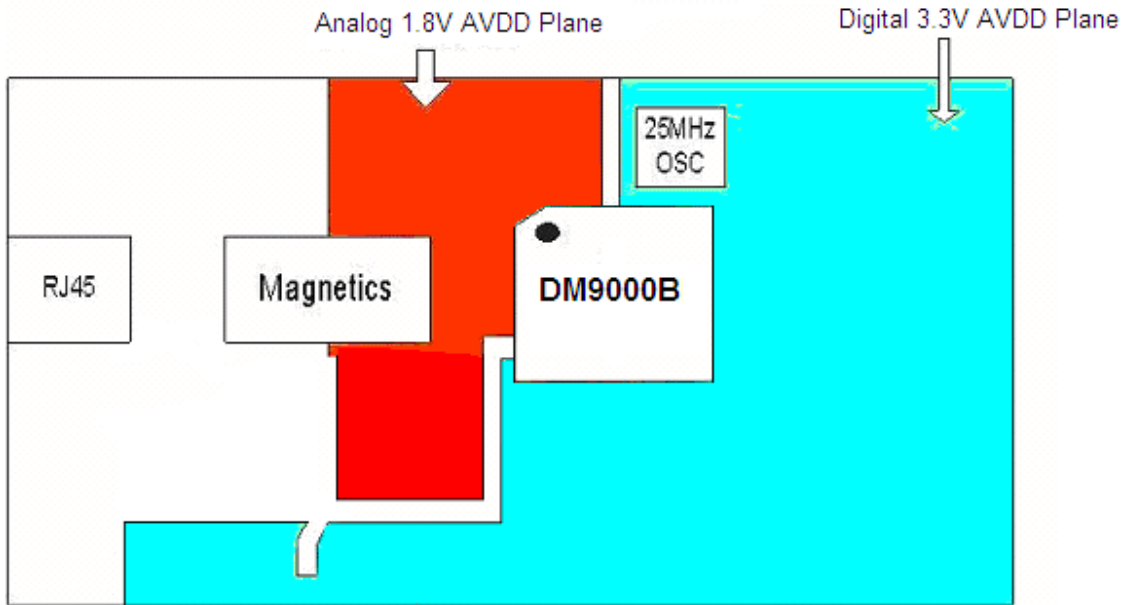 Analog 1.8V AVDD Plane
Digital 3.3V AVDD Plane
25MHz
OSC
RJ45
Magnetics
DM9000B